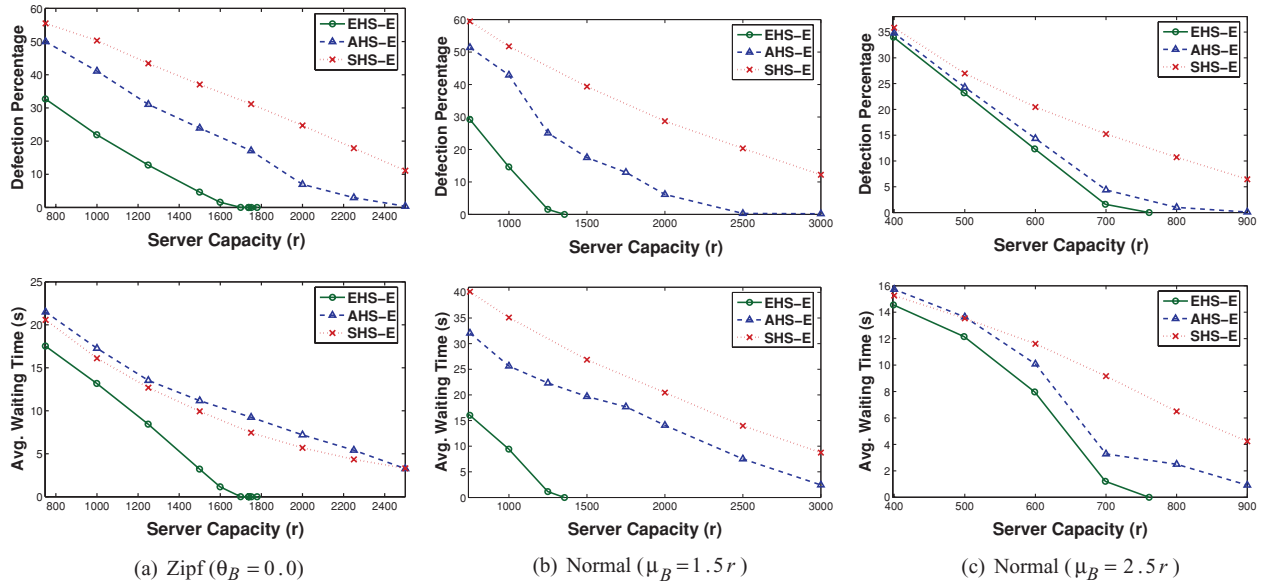 60
50
40
30
20
10
0
Defection Percentage
EHS–E
AHS–E
SHS–E
800 1000 1200 1400 1600 1800 2000 2200 2400
Server Capacity (r)
60
50
40
30
20
10
0
Defection Percentage
EHS–E
AHS–E
SHS–E
1000 1500 2000 2500 3000
Server Capacity (r)
35
30
25
20
15
10
5
0
Defection Percentage
EHS–E
AHS–E
SHS–E
400 500 600 700 800 900
Server Capacity (r)
25
20
15
10
5
0
Avg. Waiting Time (s)
EHS–E
AHS–E
SHS–E
800 1000 1200 1400 1600 1800 2000 2200 2400
Server Capacity (r)
40
35
30
25
20
15
10
5
0
Avg. Waiting Time (s)
EHS–E
AHS–E
SHS–E
1000 1500 2000 2500 3000
Server Capacity (r)
16
14
12
10
8
6
4
2
0
Avg. Waiting Time (s)
EHS–E
AHS–E
SHS–E
400 500 600 700 800 900
Server Capacity (r)
(a) Zipf (θB = 0.0)
(b) Normal (μB = 1.5r)
(c) Normal (μB = 2.5r)